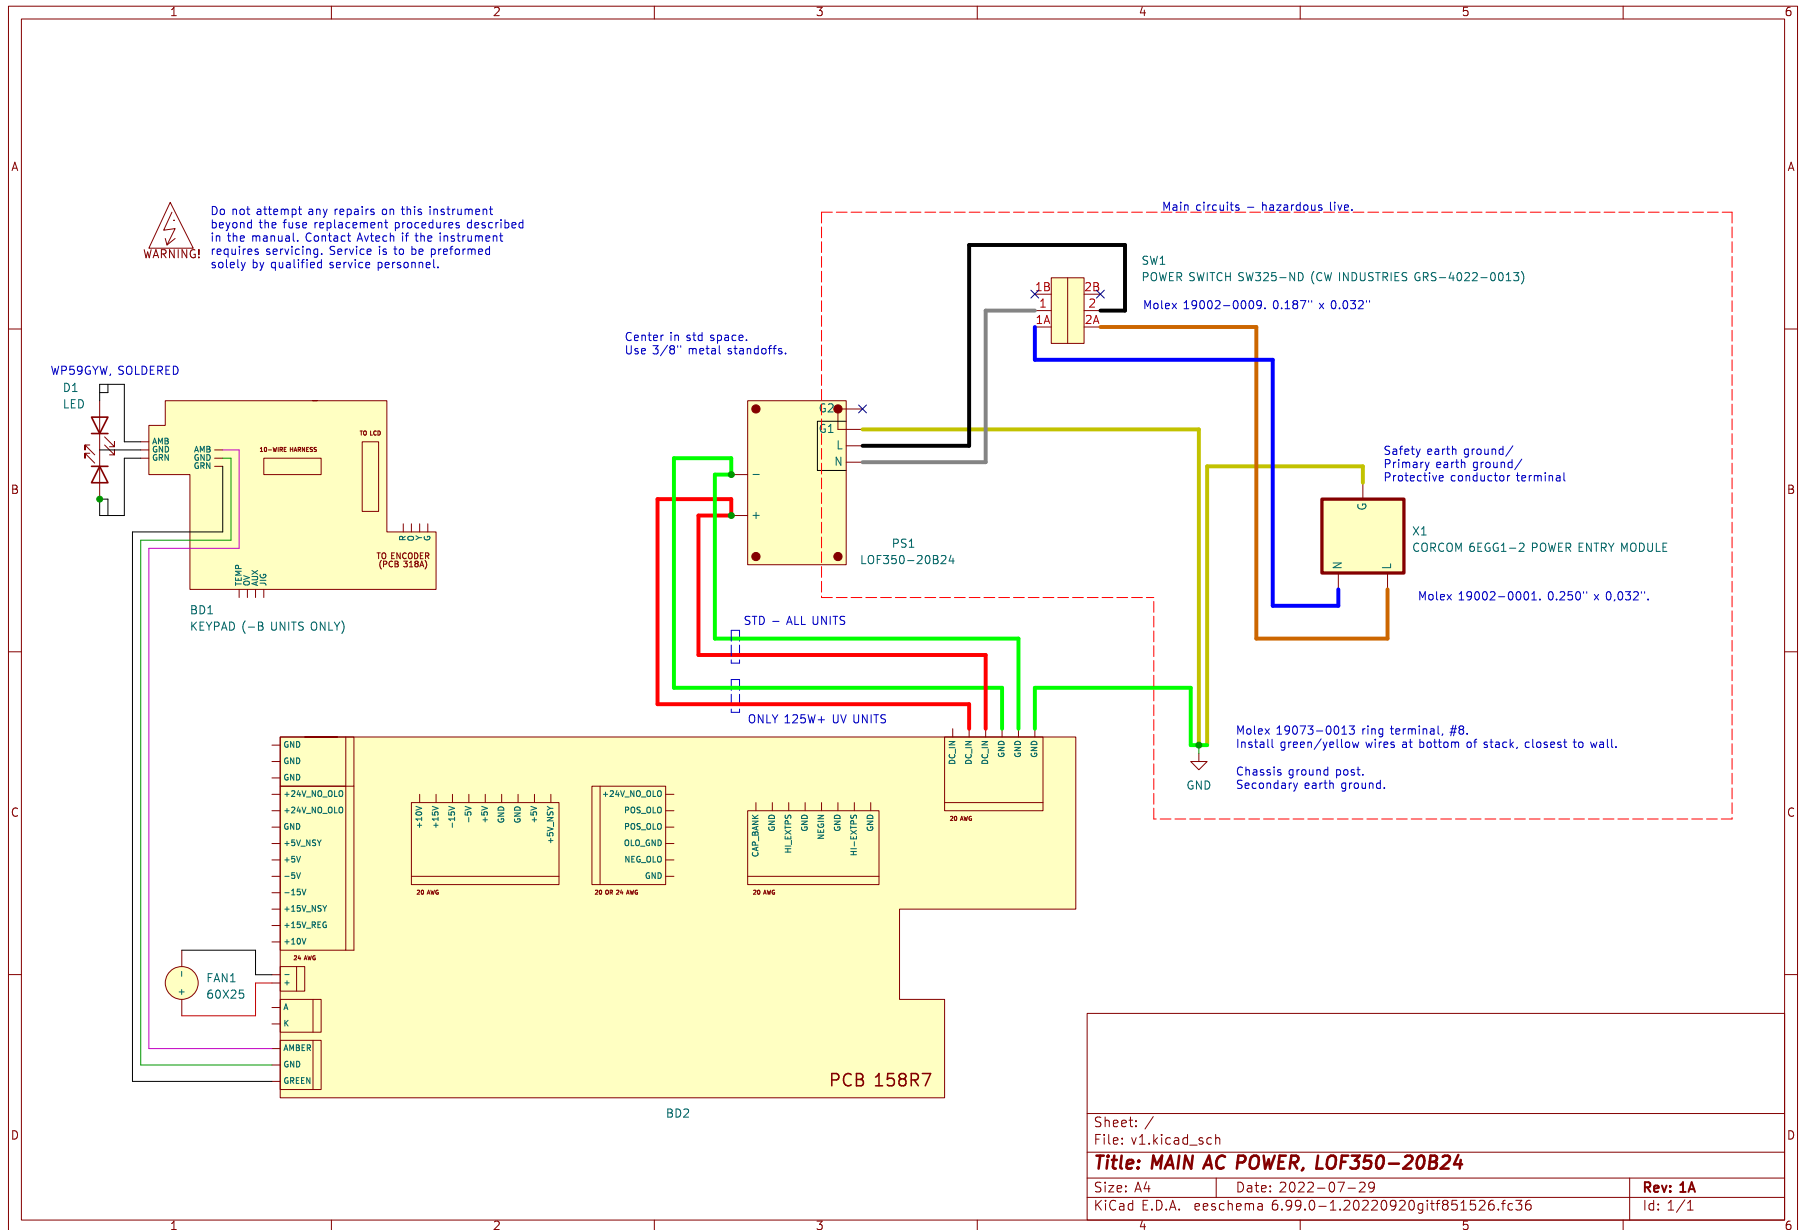 1 2 3 4 5 6
A A
B B
C C
D D
1 2 3 4 5 6
WARNING!
Do not attempt any repairs on this instrument
beyond the fuse replacement procedures described
in the manual. Contact Avtech if the instrument
requires servicing. Service is to be preformed
solely by qualified service personnel.
Main circuits - hazardous live.
SW1
POWER SWITCH SW325-ND (CW INDUSTRIES GRS-4022-0013)
Molex 19002-0009. 0.187" x 0.032"
1B 2B
1 2
1A 2A
Center in std space.
Use 3/8" metal standoffs.
WP59GYW, SOLDERED
D1
LED
AMB
GND
GRN
AMB
GND
GRN
10-WIRE HARNESS
TO LCD
R
O
Y
G
TO ENCODER
(PCB 318A)
TEMP
0V
AUX
JIG
BD1
KEYPAD (-B UNITS ONLY)
G2
G1
L
N
-
+
PS1
LOF350-20B24
Safety earth ground/
Primary earth ground/
Protective conductor terminal
G
N
L
X1
CORCOM 6EGG1-2 POWER ENTRY MODULE
Molex 19002-0001. 0.250" x 0,032".
STD - ALL UNITS
ONLY 125W+ UV UNITS
Molex 19073-0013 ring terminal, #8.
Install green/yellow wires at bottom of stack, closest to wall.
Chassis ground post.
Secondary earth ground.
GND
DC_IN
DC_IN
DC_IN
GND
GND
GND
20 AWG
GND
GND
GND
+24V_NO_OLO
+24V_NO_OLO
GND
+5V_NSY
+5V
-5V
-15V
+15V_NSY
+15V_REG
+10V
24 AWG
+10V
+15V
-15V
-5V
+5V
GND
GND
+5V
+5V_NSY
20 AWG
+24V_NO_OLO
POS_OLO
POS_OLO
OLO_GND
NEG_OLO
GND
20 OR 24 AWG
CAP_BANK
GND
HI_EXTPS
GND
NEGIN
GND
HI-EXTPS
GND
20 AWG
-
+
FAN1
60X25
-
+
A
K
AMBER
GND
GREEN
PCB 158R7
BD2
Sheet: /
File: v1.kicad_sch
Title: MAIN AC POWER, LOF350-20B24
Size: A4 Date: 2022-07-29 Rev: 1A
KiCad E.D.A. eeschema 6.99.0-1.20220920gitf851526.fc36 Id: 1/1